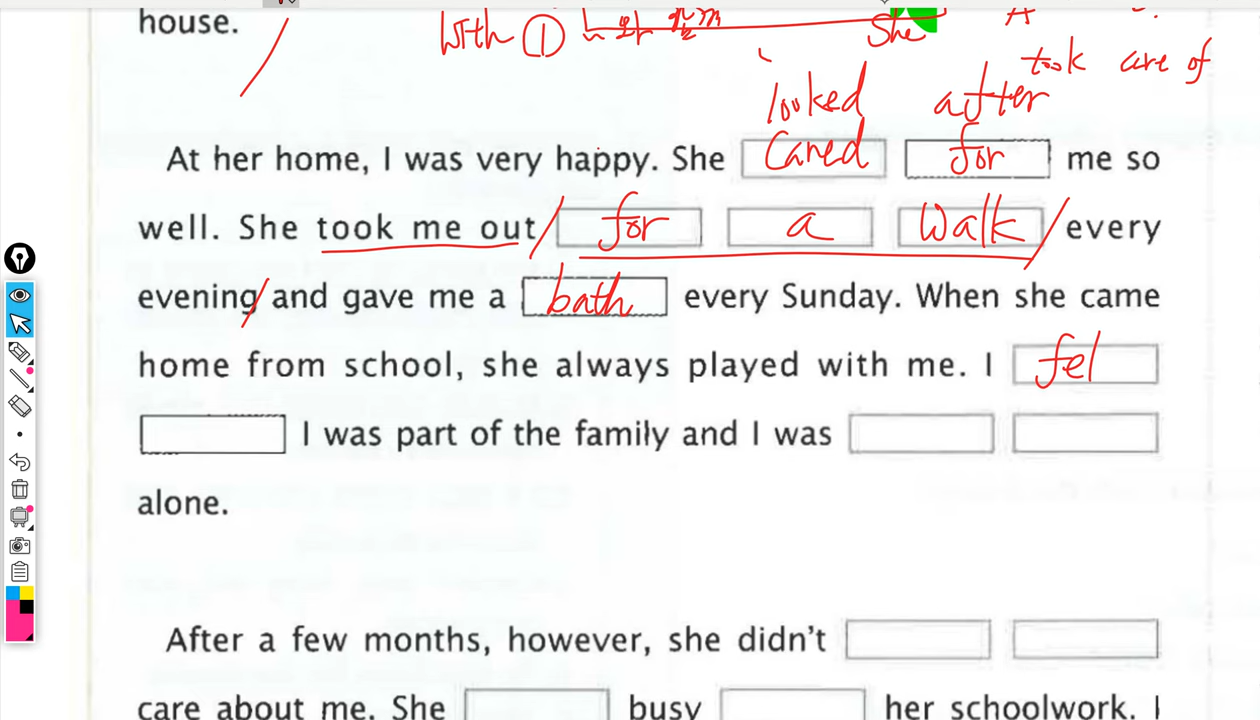 house.
With ① She
took care of
looked after
At her home, I was very happy. She cared for me so
well. She took me out / for a walk / every
evening / and gave me a bath every Sunday. When she came
home from school, she always played with me. I fel
I was part of the family and I was
alone.
After a few months, however, she didn't
care about me. She busy her schoolwork. I